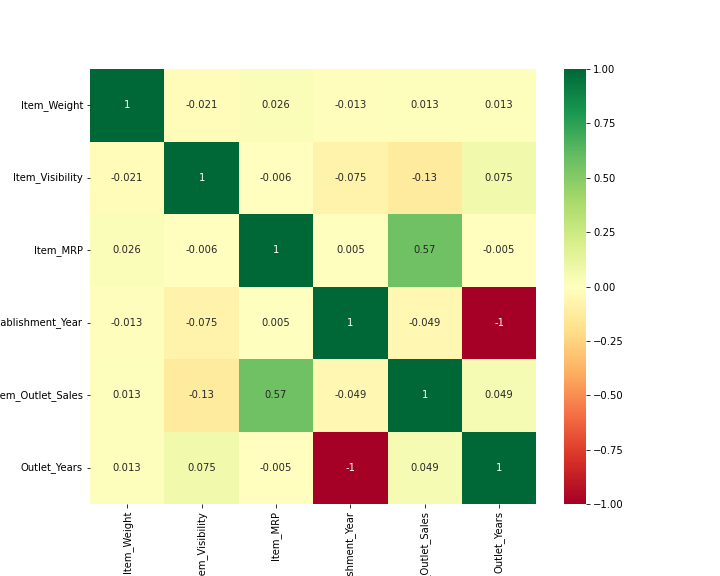 Item_Weight 1 -0.021 0.026 -0.013 0.013 0.013
Item_Visibility -0.021 1 -0.006 -0.075 -0.13 0.075
Item_MRP 0.026 -0.006 1 0.005 0.57 -0.005
ablishment_Year -0.013 -0.075 0.005 1 -0.049 -1
em_Outlet_Sales 0.013 -0.13 0.57 -0.049 1 0.049
Outlet_Years 0.013 0.075 -0.005 -1 0.049 1
Item_Weight
em_Visibility
Item_MRP
shment_Year
_Outlet_Sales
Outlet_Years
1.00
0.75
0.50
0.25
0.00
−0.25
−0.50
−0.75
−1.00